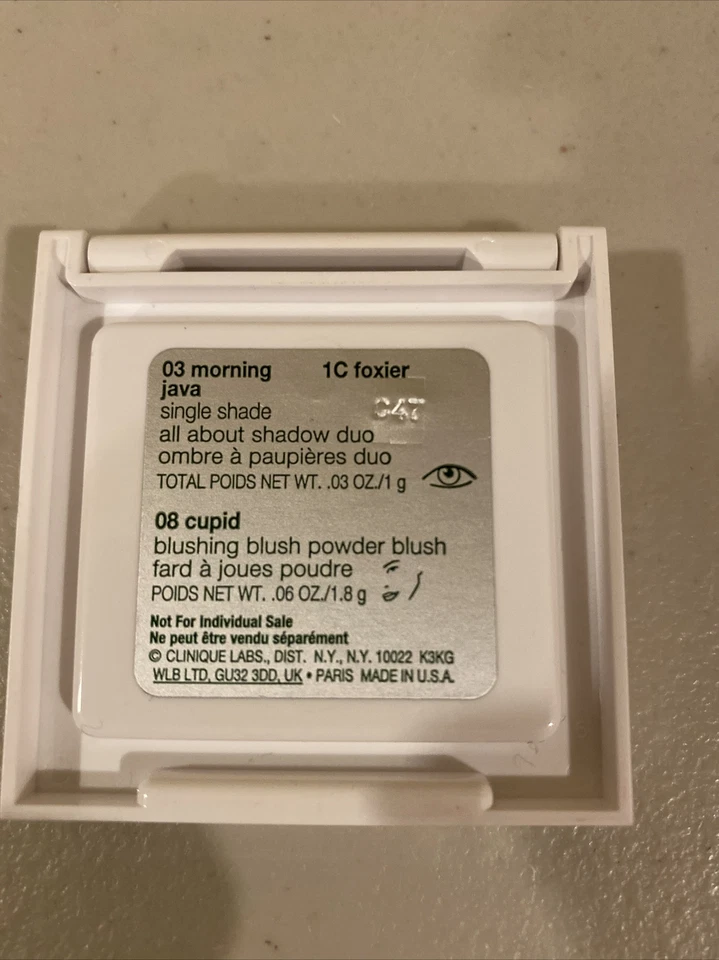 03 morning 1C foxier
java
C47
single shade
all about shadow duo
ombre à paupières duo
TOTAL POIDS NET WT. .03 OZ./1 g
08 cupid
blushing blush powder blush
fard à joues poudre
POIDS NET WT. .06 OZ./1.8 g
Not For Individual Sale
Ne peut être vendu séparément
© CLINIQUE LABS., DIST. N.Y., N.Y. 10022 K3KG
WLB LTD, GU32 3DD, UK • PARIS MADE IN U.S.A.